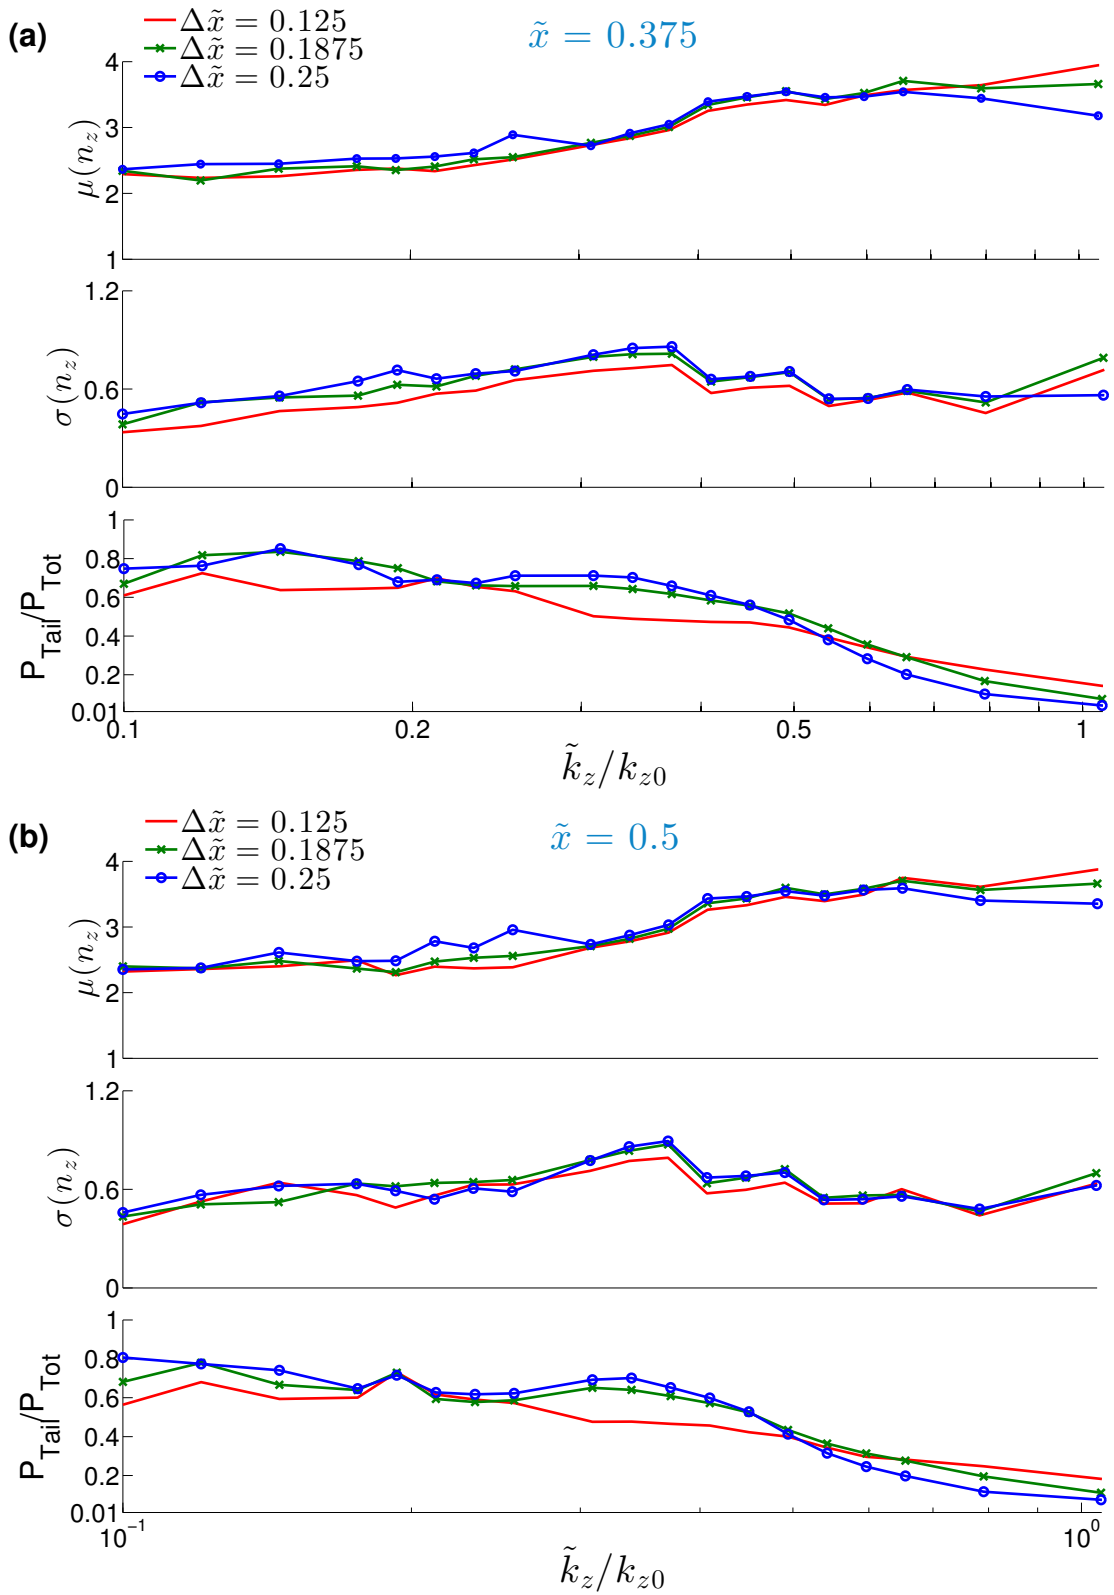 (a)
Δx̃ = 0.125
Δx̃ = 0.1875
Δx̃ = 0.25
x̃ = 0.375
4
3
2
1
μ(n_z)
1.2
0.6
0
σ(n_z)
1
0.8
0.6
0.4
0.2
0.01
P_Tail/P_Tot
0.1 0.2 0.5 1
k̃_z/k_z0
(b)
Δx̃ = 0.125
Δx̃ = 0.1875
Δx̃ = 0.25
x̃ = 0.5
4
3
2
1
μ(n_z)
1.2
0.6
0
σ(n_z)
1
0.8
0.6
0.4
0.2
0.01
P_Tail/P_Tot
10⁻¹ 10⁰
k̃_z/k_z0